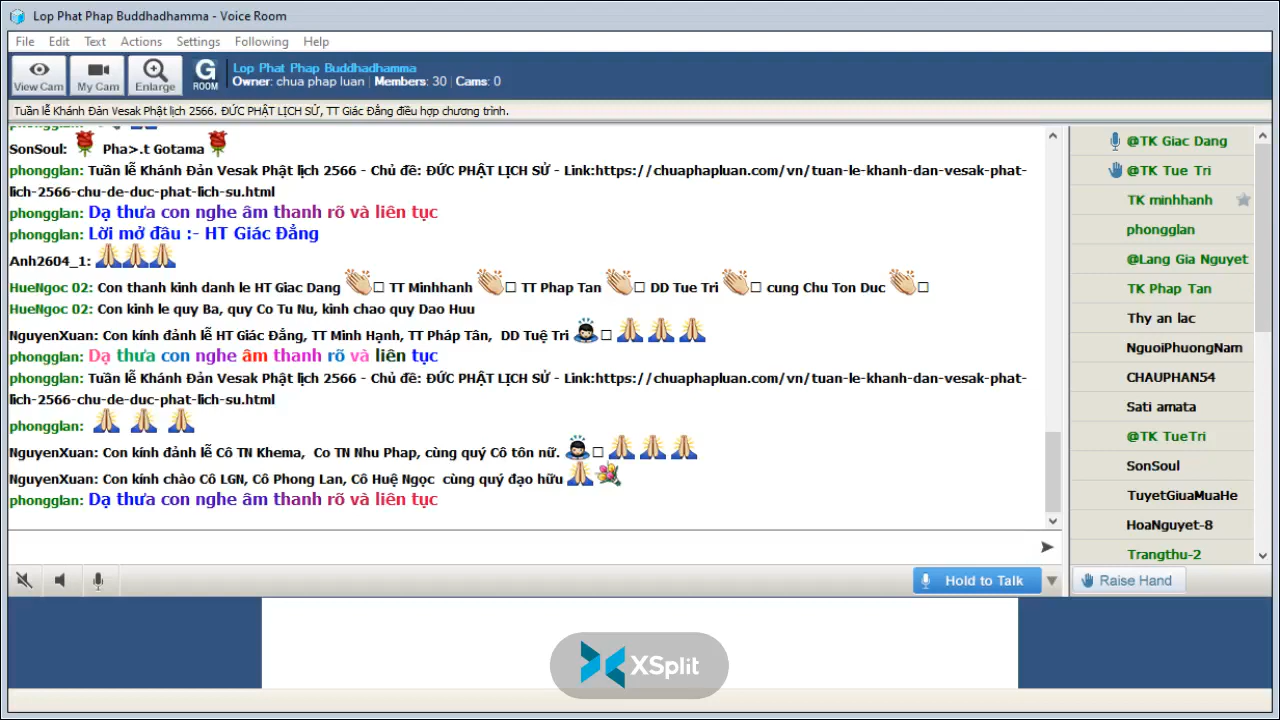 Lop Phat Phap Buddhadhamma - Voice Room
File Edit Text Actions Settings Following Help
View Cam My Cam Enlarge G ROOM
Lop Phat Phap Buddhadhamma
Owner: chua phap luan | Members: 30 | Cams: 0
Tuần lễ Khánh Đản Vesak Phật lịch 2566. ĐỨC PHẬT LỊCH SỬ, TT Giác Đẳng điều hợp chương trình.
SonSoul: Pha>.t Gotama
phongglan: Tuần lễ Khánh Đản Vesak Phật lịch 2566 - Chủ đề: ĐỨC PHẬT LỊCH SỬ - Link:https://chuaphapluan.com/vn/tuan-le-khanh-dan-vesak-phat-
lich-2566-chu-de-duc-phat-lich-su.html
phongglan: Dạ thưa con nghe âm thanh rõ và liên tục
phongglan: Lời mở đầu :- HT Giác Đẳng
Anh2604_1:
HueNgoc 02: Con thanh kinh danh le HT Giac Dang TT Minhhanh TT Phap Tan DD Tue Tri cung Chu Ton Duc
HueNgoc 02: Con kinh le quy Ba, quy Co Tu Nu, kinh chao quy Dao Huu
NguyenXuan: Con kính đảnh lễ HT Giác Đẳng, TT Minh Hạnh, TT Pháp Tân, DD Tuệ Tri
phongglan: Dạ thưa con nghe âm thanh rõ và liên tục
phongglan: Tuần lễ Khánh Đản Vesak Phật lịch 2566 - Chủ đề: ĐỨC PHẬT LỊCH SỬ - Link:https://chuaphapluan.com/vn/tuan-le-khanh-dan-vesak-phat-
lich-2566-chu-de-duc-phat-lich-su.html
phongglan:
NguyenXuan: Con kính đảnh lễ Cô TN Khema, Co TN Nhu Phap, cùng quý Cô tôn nữ.
NguyenXuan: Con kính chào Cô LGN, Cô Phong Lan, Cô Huệ Ngọc cùng quý đạo hữu
phongglan: Dạ thưa con nghe âm thanh rõ và liên tục
@TK Giac Dang
@TK Tue Tri
TK minhhanh
phongglan
@Lang Gia Nguyet
TK Phap Tan
Thy an lac
NguoiPhuongNam
CHAUPHAN54
Sati amata
@TK TueTri
SonSoul
TuyetGiuaMuaHe
HoaNguyet-8
Trangthu-2
Hold to Talk
Raise Hand
XSplit